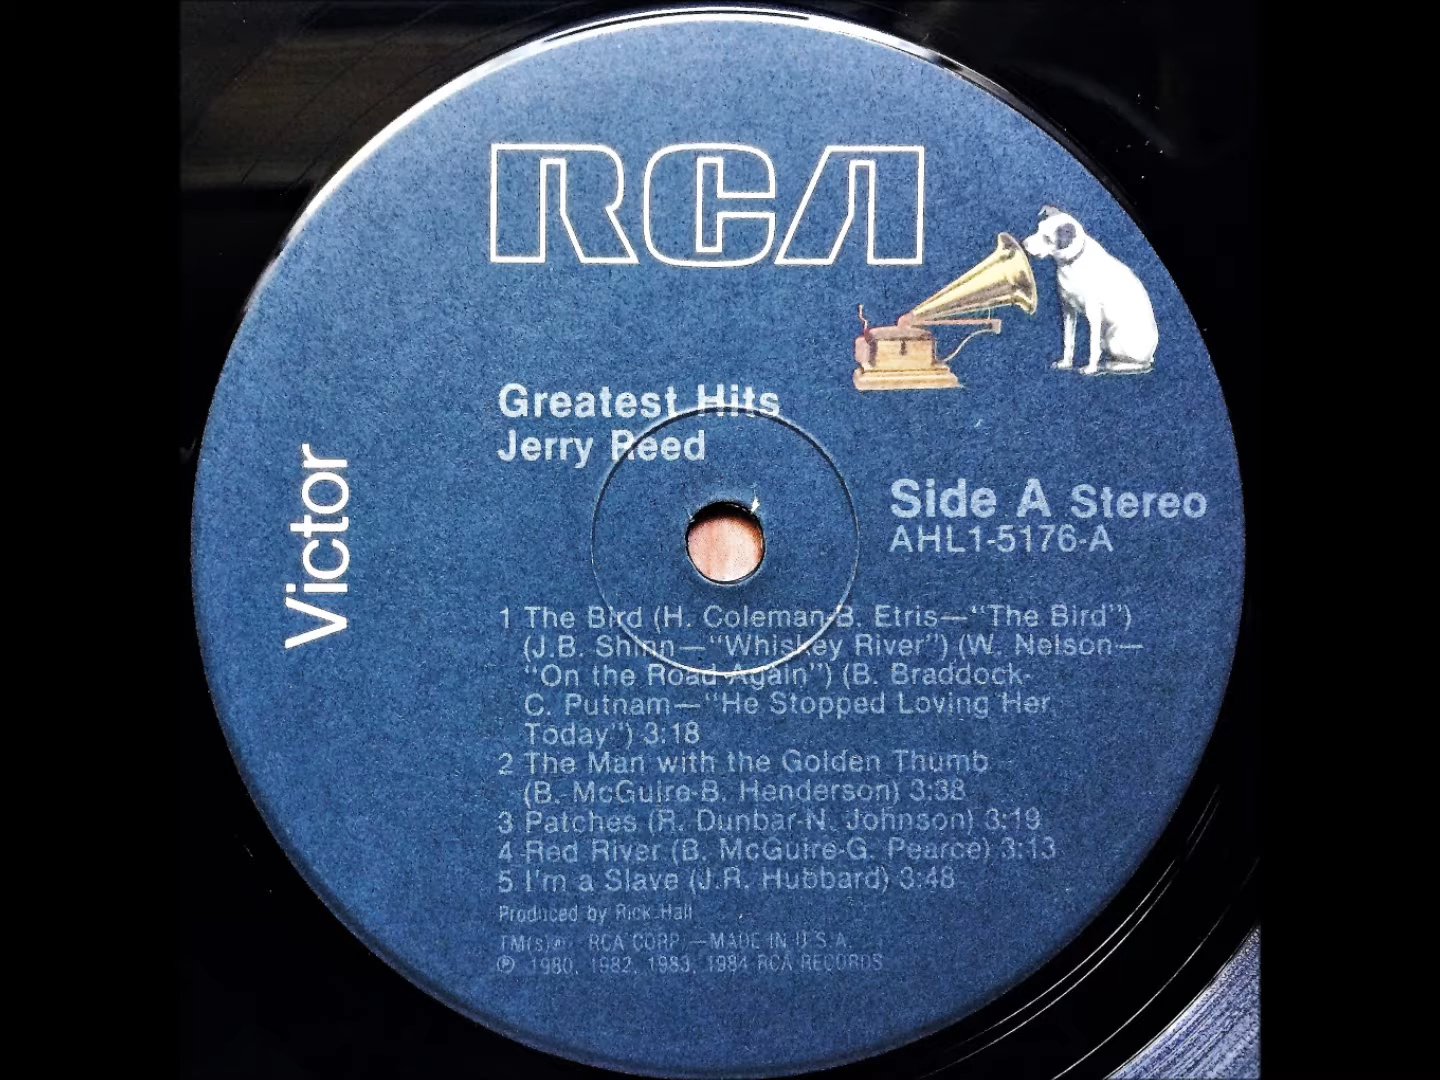 RCA
Victor
Greatest Hits
Jerry Reed
Side A Stereo
AHL1-5176-A
1 The Bird (H. Coleman-B. Etris—"The Bird")
(J.B. Shinn—"Whiskey River") (W. Nelson—
"On the Road Again") (B. Braddock-
C. Putnam—"He Stopped Loving Her
Today") 3:18
2 The Man with the Golden Thumb
(B. McGuire-B. Henderson) 3:38
3 Patches (R. Dunbar-N. Johnson) 3:19
4 Red River (B. McGuire-G. Pearce) 3:13
5 I'm a Slave (J.R. Hubbard) 3:48
Produced by Rick Hall
TM(s)® RCA CORP.—MADE IN U.S.A.
℗ 1980, 1982, 1983, 1984 RCA RECORDS